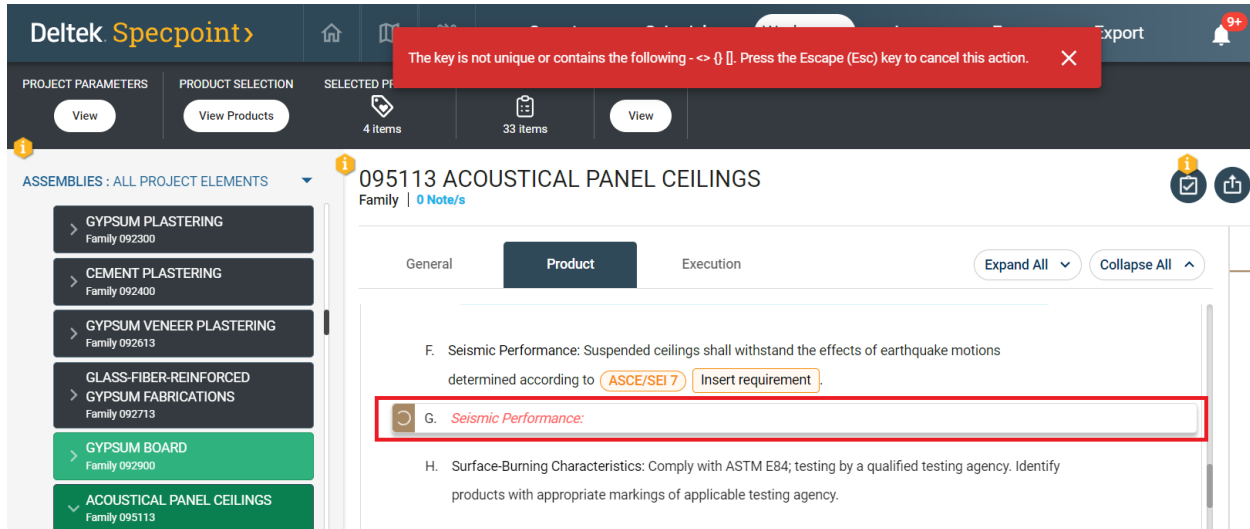 Deltek Specpoint>
Export
9+
The key is not unique or contains the following - <> {} []. Press the Escape (Esc) key to cancel this action.
PROJECT PARAMETERS
PRODUCT SELECTION
View
View Products
4 items
33 items
View
ASSEMBLIES : ALL PROJECT ELEMENTS
GYPSUM PLASTERING
Family 092300
CEMENT PLASTERING
Family 092400
GYPSUM VENEER PLASTERING
Family 092613
GLASS-FIBER-REINFORCED
GYPSUM FABRICATIONS
Family 092713
GYPSUM BOARD
Family 092900
ACOUSTICAL PANEL CEILINGS
Family 095113
095113 ACOUSTICAL PANEL CEILINGS
Family | 0 Note/s
General
Product
Execution
Expand All
Collapse All
F. Seismic Performance: Suspended ceilings shall withstand the effects of earthquake motions
determined according to ASCE/SEI 7 Insert requirement .
G. Seismic Performance:
H. Surface-Burning Characteristics: Comply with ASTM E84; testing by a qualified testing agency. Identify
products with appropriate markings of applicable testing agency.